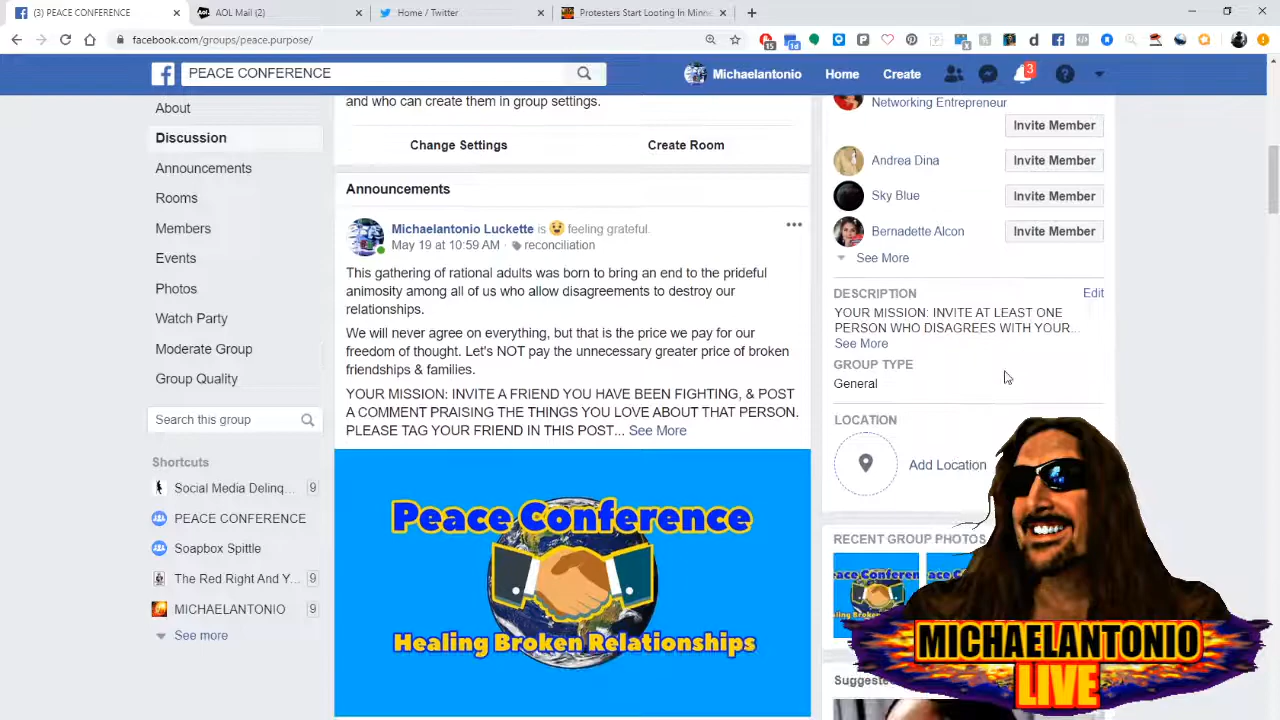 (3) PEACE CONFERENCE
AOL Mail (2)
Home / Twitter
Protesters Start Looting In Minne
facebook.com/groups/peace.purpose/
15
1d
PEACE CONFERENCE
Michaelantonio
Home
Create
3
About
Discussion
Announcements
Rooms
Members
Events
Photos
Watch Party
Moderate Group
Group Quality
Search this group
Shortcuts
Social Media Delinq... 9
PEACE CONFERENCE
Soapbox Spittle
The Red Right And Y... 9
MICHAELANTONIO 9
See more
and who can create them in group settings.
Change Settings
Create Room
Announcements
Michaelantonio Luckette is feeling grateful.
May 19 at 10:59 AM · reconciliation
This gathering of rational adults was born to bring an end to the prideful
animosity among all of us who allow disagreements to destroy our
relationships.
We will never agree on everything, but that is the price we pay for our
freedom of thought. Let's NOT pay the unnecessary greater price of broken
friendships & families.
YOUR MISSION: INVITE A FRIEND YOU HAVE BEEN FIGHTING, & POST
A COMMENT PRAISING THE THINGS YOU LOVE ABOUT THAT PERSON.
PLEASE TAG YOUR FRIEND IN THIS POST... See More
Peace Conference
Healing Broken Relationships
Networking Entrepreneur
Invite Member
Andrea Dina
Invite Member
Sky Blue
Invite Member
Bernadette Alcon
Invite Member
See More
DESCRIPTION
Edit
YOUR MISSION: INVITE AT LEAST ONE
PERSON WHO DISAGREES WITH YOUR...
See More
GROUP TYPE
General
LOCATION
Add Location
RECENT GROUP PHOTOS
MICHAELANTONIO
LIVE